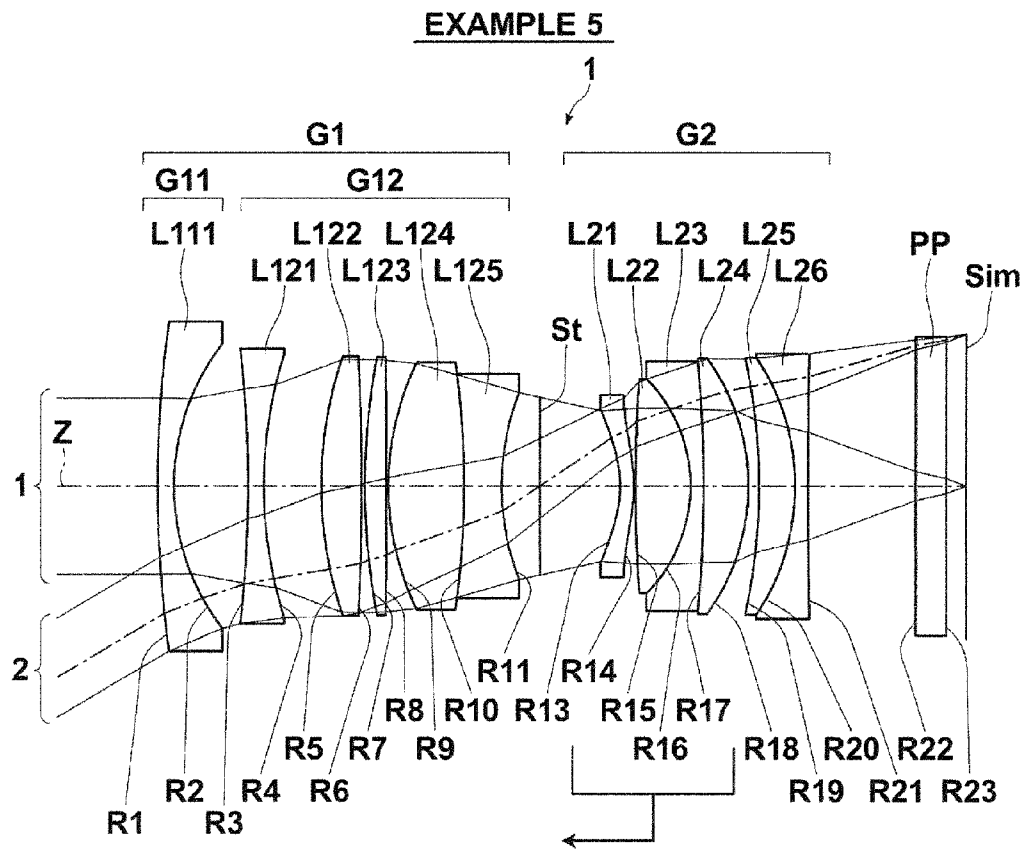 EXAMPLE 5
1
G1 G2
G11 G12
L111 L122 L124 L21 L23 L25 PP
L121 L123 L125 L22 L24 L26 Sim
St
Z
1
2
R11 R14
R8 R10 R13 R15 R17
R5 R7 R9 R16 R18 R20 R22
R2 R4 R6 R19 R21 R23
R1 R3